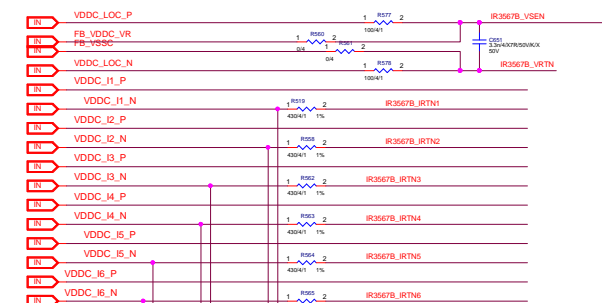 IN VDDC_LOC_P 1 R577 2 IR3567B_VSEN
100/4/1
IN FB_VDDC_VR 1 R560 2 C651
IN FB_VSSC 0/4 1 R561 2 3.3n/4/X7R/50V/K/X
0/4 50V
IN VDDC_LOC_N 1 R578 2 IR3567B_VRTN
100/4/1
IN VDDC_I1_P
IN VDDC_I1_N 1 R519 2 IR3567B_IRTN1
430/4/1 1%
IN VDDC_I2_P
IN VDDC_I2_N 1 R558 2 IR3567B_IRTN2
430/4/1 1%
IN VDDC_I3_P
IN VDDC_I3_N 1 R562 2 IR3567B_IRTN3
430/4/1 1%
IN VDDC_I4_P
IN VDDC_I4_N 1 R563 2 IR3567B_IRTN4
430/4/1 1%
IN VDDC_I5_P
IN VDDC_I5_N 1 R564 2 IR3567B_IRTN5
430/4/1 1%
IN VDDC_I6_P
IN VDDC_I6_N 1 R565 2 IR3567B_IRTN6